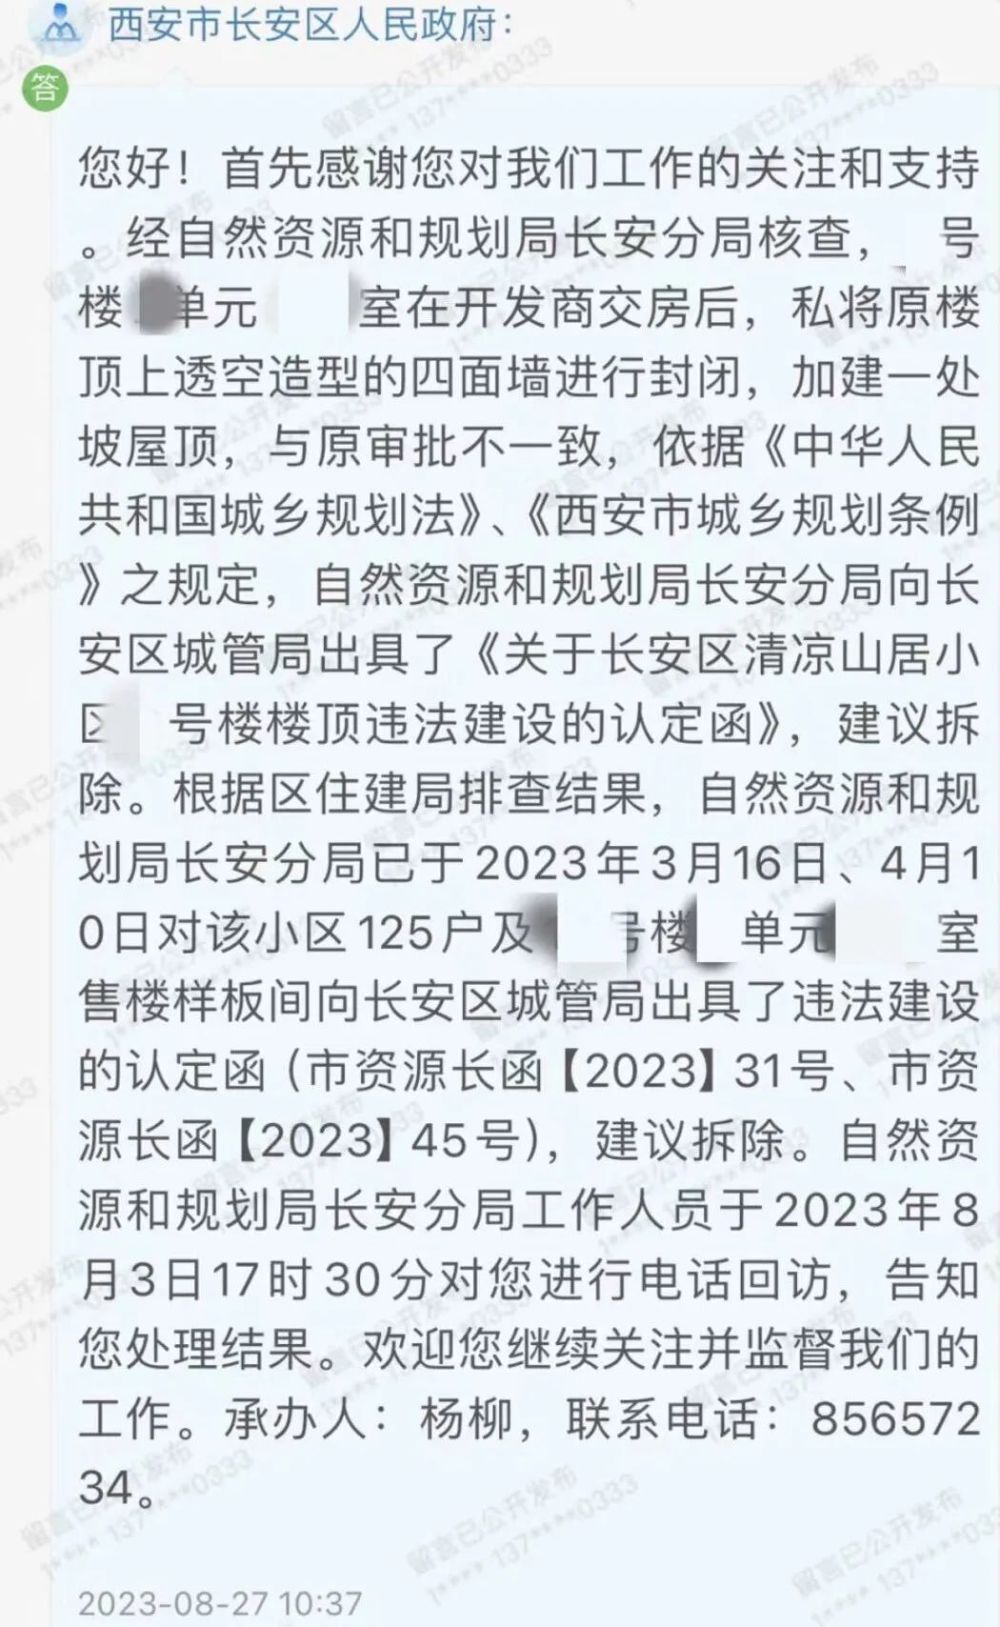 西安市长安区人民政府：
答
您好！首先感谢您对我们工作的关注和支持
。经自然资源和规划局长安分局核查，号
楼单元室在开发商交房后，私将原楼
顶上透空造型的四面墙进行封闭，加建一处
坡屋顶，与原审批不一致，依据《中华人民
共和国城乡规划法》、《西安市城乡规划条例
》之规定，自然资源和规划局长安分局向长
安区城管局出具了《关于长安区清凉山居小
区号楼楼顶违法建设的认定函》，建议拆
除。根据区住建局排查结果，自然资源和规
划局长安分局已于2023年3月16日、4月1
0日对该小区125户及号楼单元室
售楼样板间向长安区城管局出具了违法建设
的认定函（市资源长函【2023】31号、市资
源长函【2023】45号），建议拆除。自然资
源和规划局长安分局工作人员于2023年8
月3日17时30分对您进行电话回访，告知
您处理结果。欢迎您继续关注并监督我们的
工作。承办人：杨柳，联系电话：856572
34。
2023-08-27 10:37
留言已公开发布
1**** 137****0333